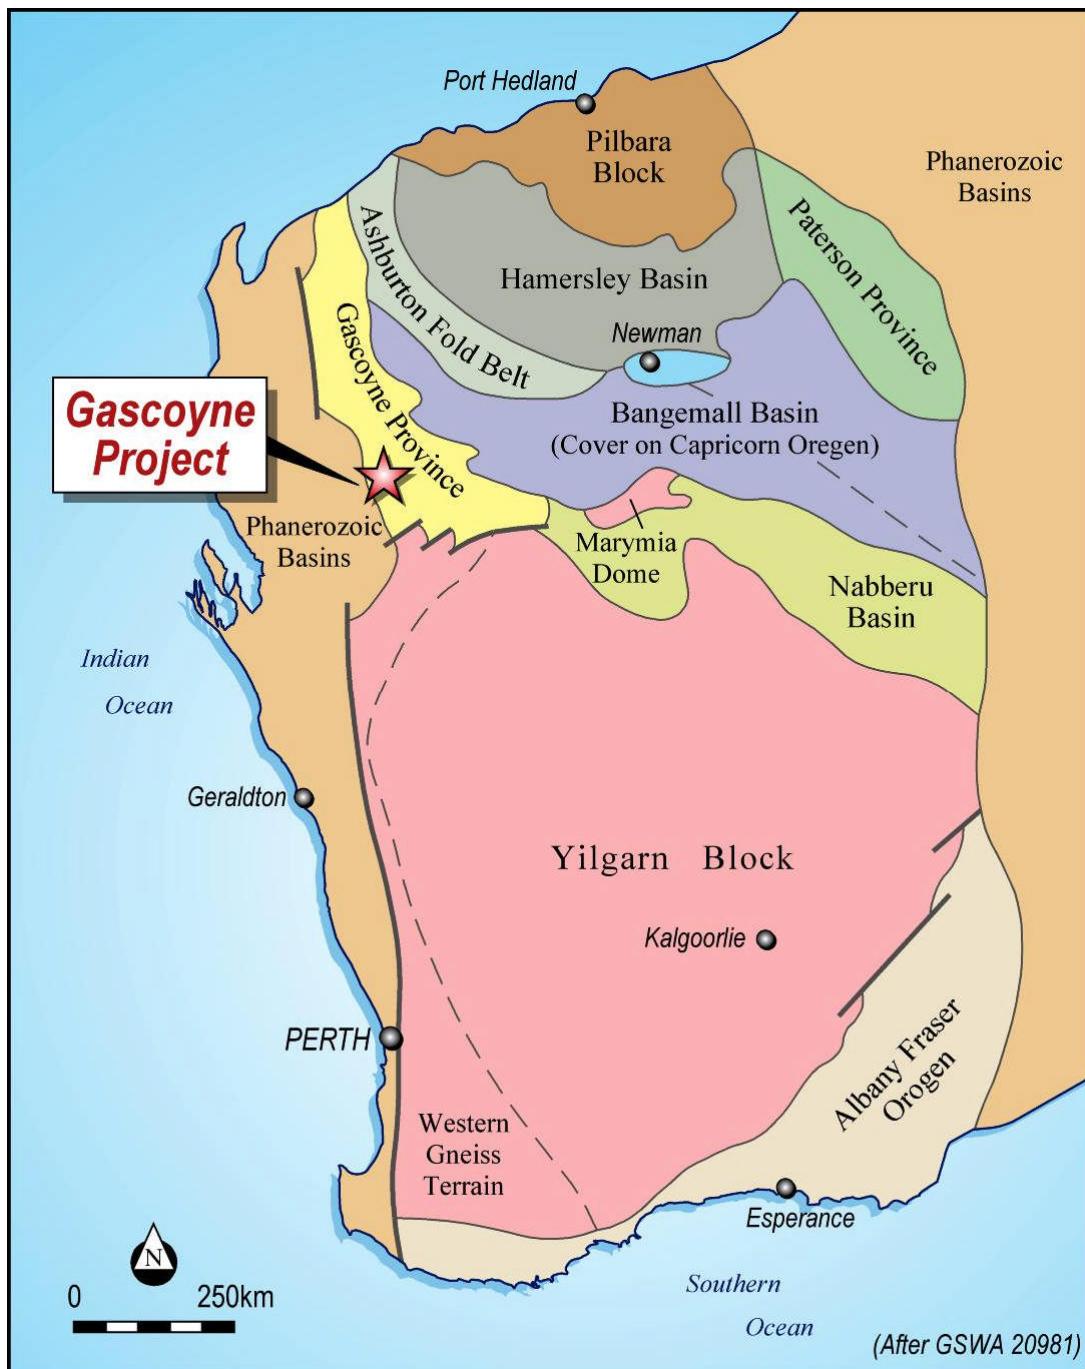 Port Hedland
Pilbara
Block
Phanerozoic
Basins
Paterson Province
Ashburton Fold Belt
Hamersley Basin
Newman
Gascoyne Province
Bangemall Basin
(Cover on Capricorn Oregen)
Gascoyne
Project
Phanerozoic
Basins
Marymia
Dome
Nabberu
Basin
Indian
Ocean
Geraldton
Yilgarn Block
Kalgoorlie
PERTH
Albany Fraser
Orogen
Western
Gneiss
Terrain
Esperance
N
0 250km
Southern
Ocean
(After GSWA 20981)